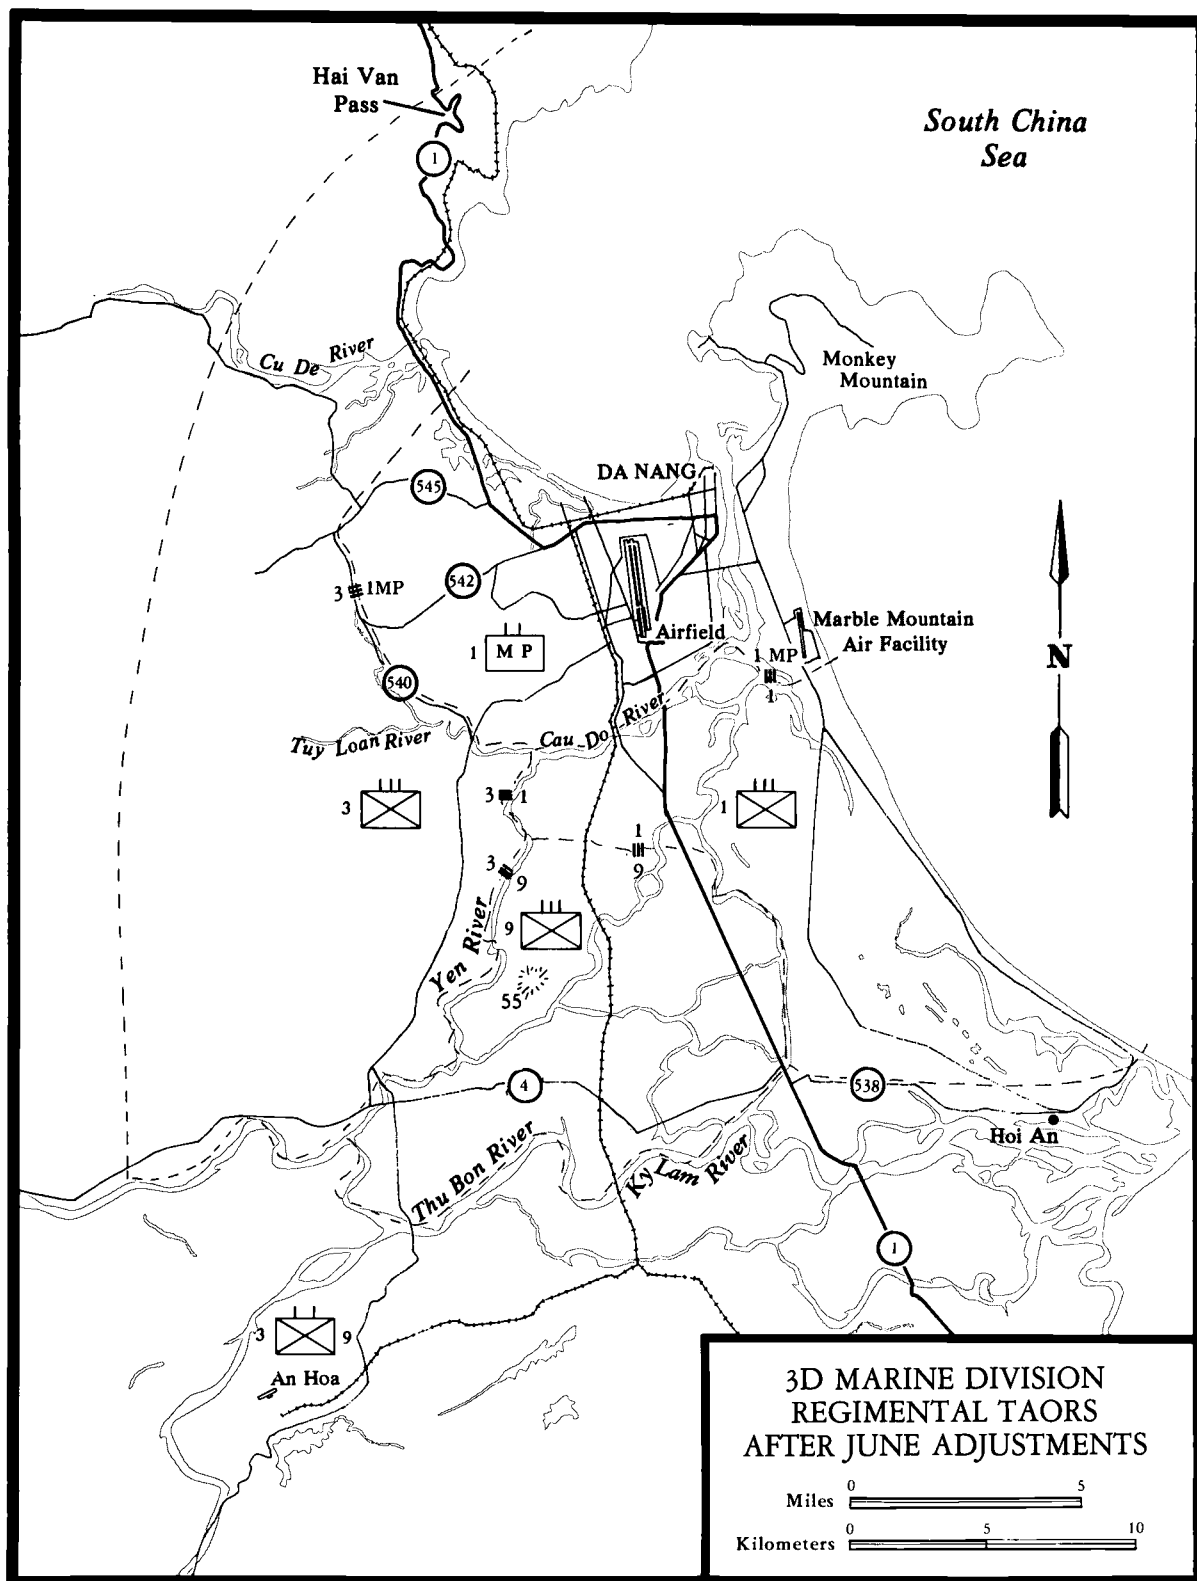 Hai Van
Pass
South China
Sea
1
Cu De River
Monkey
Mountain
DA NANG
545
542
3 1MP
Marble Mountain
Air Facility
Airfield
1 MP
1
1 M P
N
540
Tuy Loan River
Cau Do River
3
3 1
1
1
9
3
9
9
Yen River
55
4
538
Hoi An
Thu Bon River
Ky Lam River
1
3 9
An Hoa
3D MARINE DIVISION
REGIMENTAL TAORS
AFTER JUNE ADJUSTMENTS
0 5
Miles
0 5 10
Kilometers